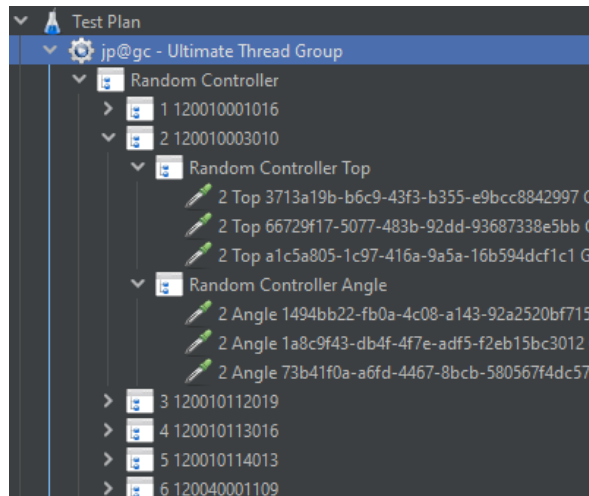 Test Plan
jp@gc - Ultimate Thread Group
Random Controller
1 120010001016
2 120010003010
Random Controller Top
2 Top 3713a19b-b6c9-43f3-b355-e9bcc8842997
2 Top 66729f17-5077-483b-92dd-93687338e5bb
2 Top a1c5a805-1c97-416a-9a5a-16b594dcf1c1 G
Random Controller Angle
2 Angle 1494bb22-fb0a-4c08-a143-92a2520bf715
2 Angle 1a8c9f43-db4f-4f7e-adf5-f2eb15bc3012
2 Angle 73b41f0a-a6fd-4467-8bcb-580567f4dc57
3 120010112019
4 120010113016
5 120010114013
6 120040001109